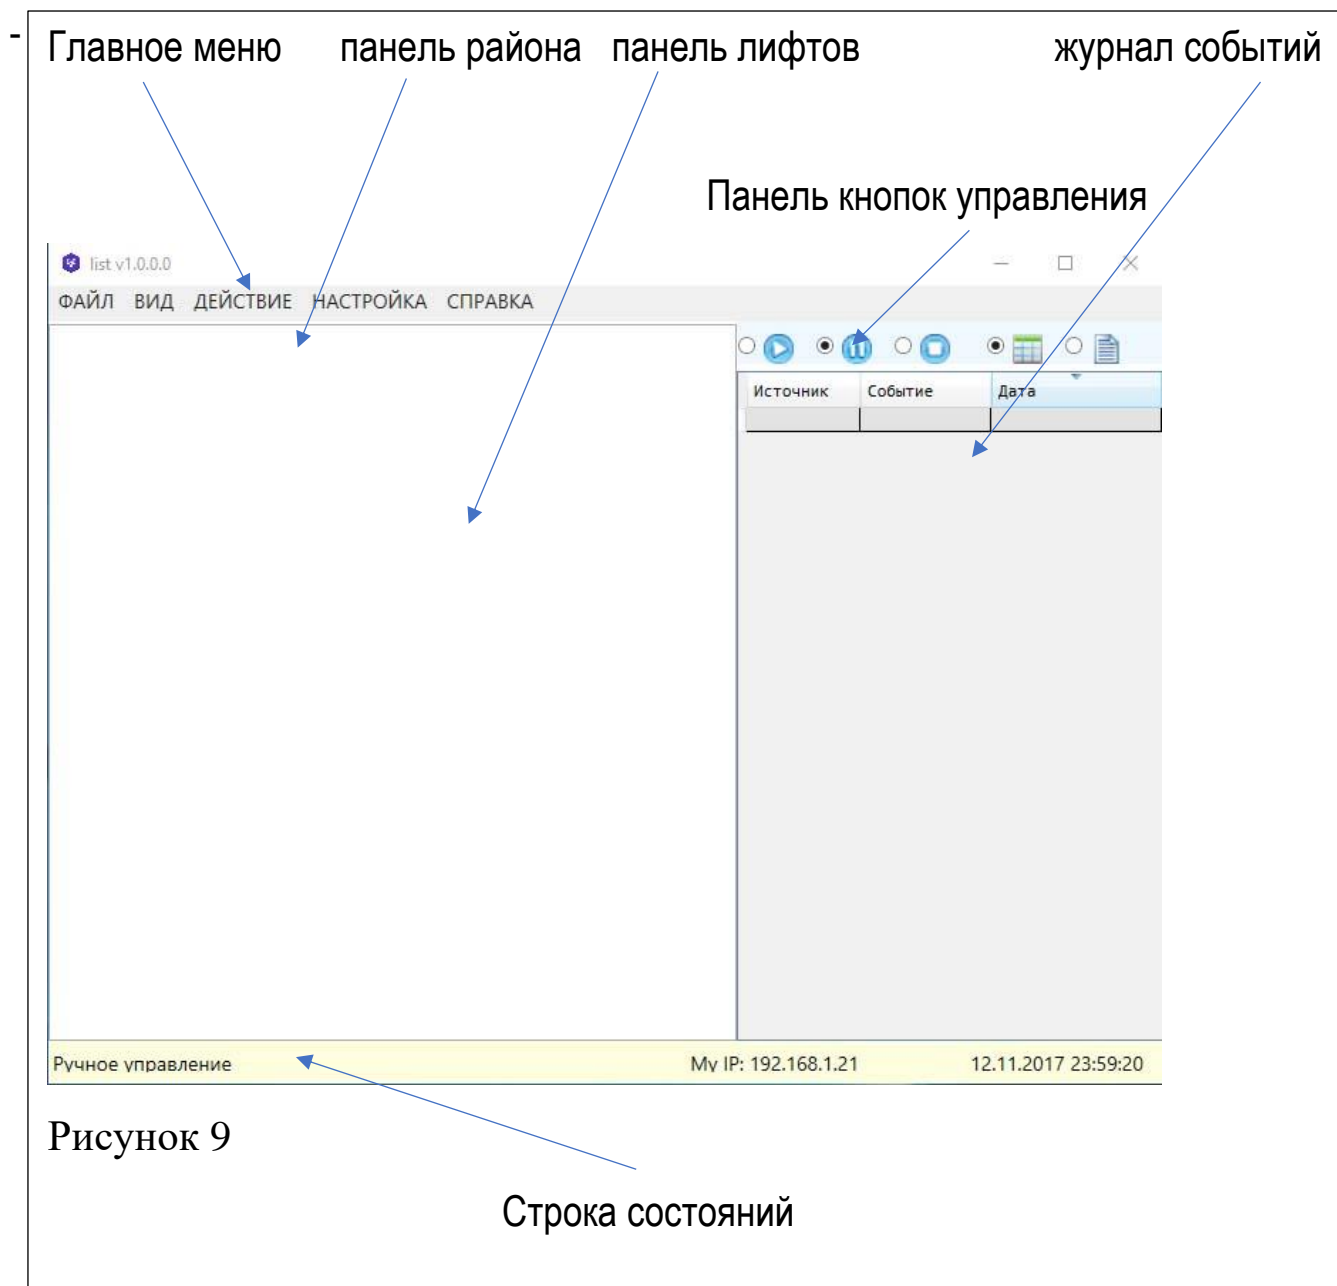 -
Главное меню панель района панель лифтов журнал событий
Панель кнопок управления
list v1.0.0.0
ФАЙЛ ВИД ДЕЙСТВИЕ НАСТРОЙКА СПРАВКА
Источник Событие Дата
Ручное управление My IP: 192.168.1.21 12.11.2017 23:59:20
Рисунок 9
Строка состояний